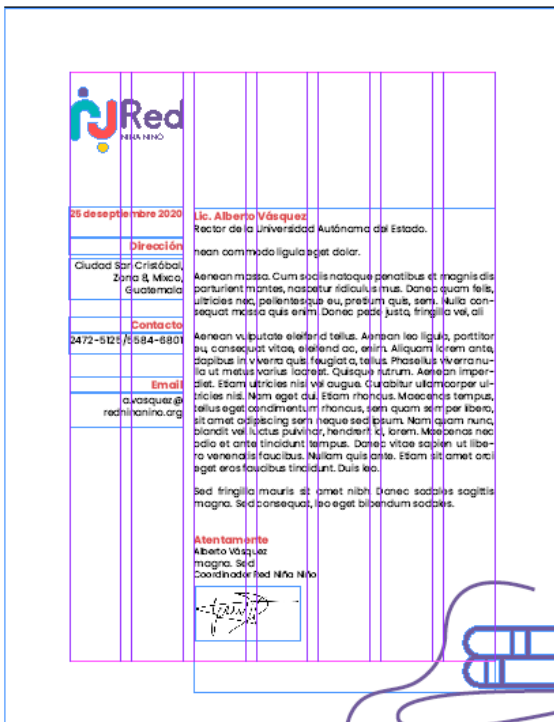 Red
NIÑA NIÑO
25 de septiembre 2020
Dirección
Ciudad San Cristóbal,
Zona 8, Mixco,
Guatemala
Contacto
2472-5125/5584-6801
Email
a.vasquez@
redninanino.org
Lic. Alberto Vásquez
Rector de la Universidad Autónoma del Estado.
nean commodo ligula eget dolor.
Aenean massa. Cum sociis natoque penatibus et magnis dis
parturient montes, nascetur ridiculus mus. Donec quam felis,
ultricies nec, pellentesque eu, pretium quis, sem. Nulla con-
sequat massa quis enim. Donec pede justo, fringilla vel, ali
Aenean vulputate eleifend tellus. Aenean leo ligula, porttitor
eu, consequat vitae, eleifend ac, enim. Aliquam lorem ante,
dapibus in viverra quis, feugiat a, tellus. Phasellus viverra nu-
lla ut metus varius laoreet. Quisque rutrum. Aenean imper-
diet. Etiam ultricies nisi vel augue. Curabitur ullamcorper ul-
tricies nisi. Nam eget dui. Etiam rhoncus. Maecenas tempus,
tellus eget condimentum rhoncus, sem quam semper libero,
sit amet adipiscing sem neque sed ipsum. Nam quam nunc,
blandit vel, luctus pulvinar, hendrerit id, lorem. Maecenas nec
odio et ante tincidunt tempus. Donec vitae sapien ut libe-
ro venenatis faucibus. Nullam quis ante. Etiam sit amet orci
eget eros faucibus tincidunt. Duis leo.
Sed fringilla mauris sit amet nibh. Donec sodales sagittis
magna. Sed consequat, leo eget bibendum sodales.
Atentamente
Alberto Vásquez
magna. Sed
Coordinador Red Niña Niño